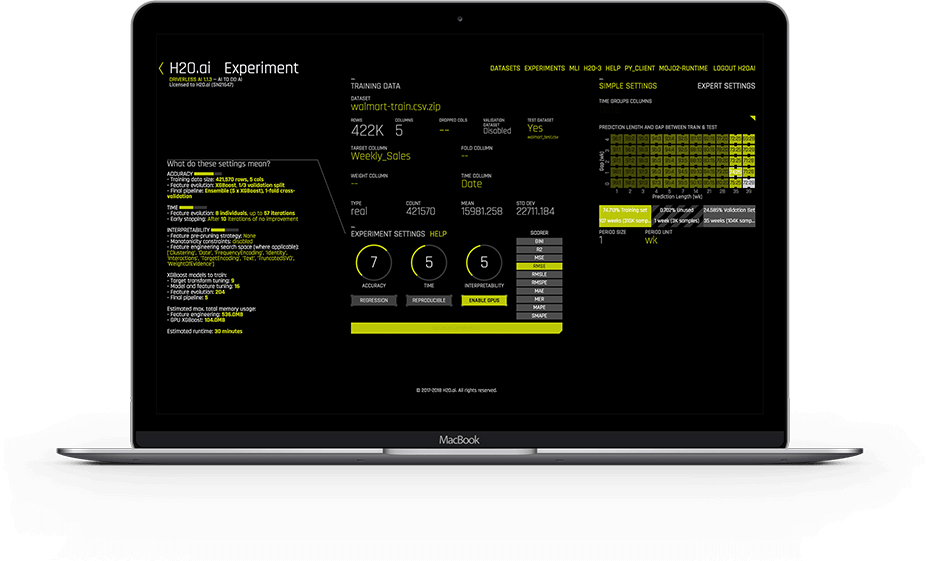 H2O.ai Experiment
DRIVERLESS AI 1.1.3 – AI TO DO AI
Licensed to H2O.ai (SN21647)
DATASETS EXPERIMENTS MLI H2O-3 HELP PY_CLIENT MOJO2-RUNTIME LOGOUT H2OAI
What do these settings mean?
ACCURACY
- Training data size: 421,570 rows, 5 cols
- Feature evolution: XGBoost, 1/3 validation split
- Final pipeline: Ensemble (5 x XGBoost), 1-fold cross-
validation
TIME
- Feature evolution: 8 individuals, up to 57 iterations
- Early stopping: After 10 iterations of no improvement
INTERPRETABILITY
- Feature pre-pruning strategy: None
- Monotonicity constraints: disabled
- Feature engineering search space (where applicable):
['Clustering', 'Date', 'FrequencyEncoding', 'Identity',
'Interactions', 'TargetEncoding', 'Text', 'TruncatedSVD',
'WeightOfEvidence']
XGBoost models to train:
- Target transform tuning: 9
- Model and feature tuning: 16
- Feature evolution: 204
- Final pipeline: 5
Estimated max. total memory usage:
- Feature engineering: 536.0MB
- GPU XGBoost: 104.0MB
Estimated runtime: 30 minutes
TRAINING DATA
DATASET
walmart-train.csv.zip
ROWS COLUMNS DROPPED COLS VALIDATION DATASET TEST DATASET
422K 5 -- Disabled Yes
TARGET COLUMN FOLD COLUMN
Weekly_Sales --
WEIGHT COLUMN TIME COLUMN
-- Date
TYPE COUNT MEAN STD DEV
real 421570 15981.258 22711.184
EXPERIMENT SETTINGS HELP
7 5 5
ACCURACY TIME INTERPRETABILITY
REGRESSION REPRODUCIBLE ENABLE GPUS
SCORER
GINI
R2
MSE
RMSE
RMSLE
RMSPE
MAE
MER
MAPE
SMAPE
SIMPLE SETTINGS EXPERT SETTINGS
TIME GROUPS COLUMNS
PREDICTION LENGTH AND GAP BETWEEN TRAIN & TEST
Gap [wk]
Prediction Length [wk]
74.710% Training set 0.702% Unused 24.586% Validation Set
107 weeks (315K samp... 1 week (3K samples) 35 weeks (104K samp...
PERIOD SIZE PERIOD UNIT
1 wk
© 2017-2018 H2O.ai. All rights reserved.
MacBook